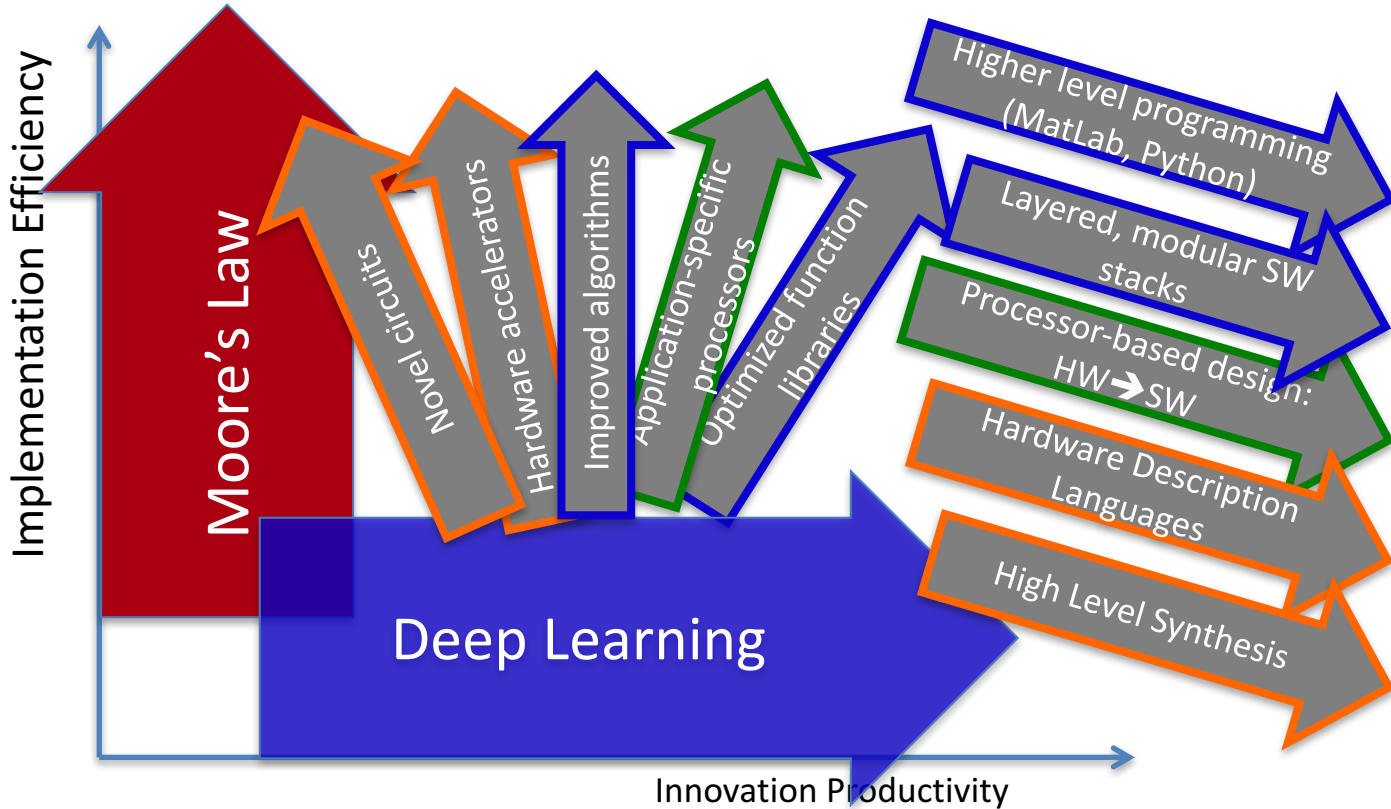 Implementation Efficiency
Moore's Law
Novel circuits
Hardware accelerators
Improved algorithms
Application-specific
processors
Optimized function
libraries
Higher level programming
(MatLab, Python)
Layered, modular SW
stacks
Processor-based design:
HW➔SW
Hardware Description
Languages
High Level Synthesis
Deep Learning
Innovation Productivity